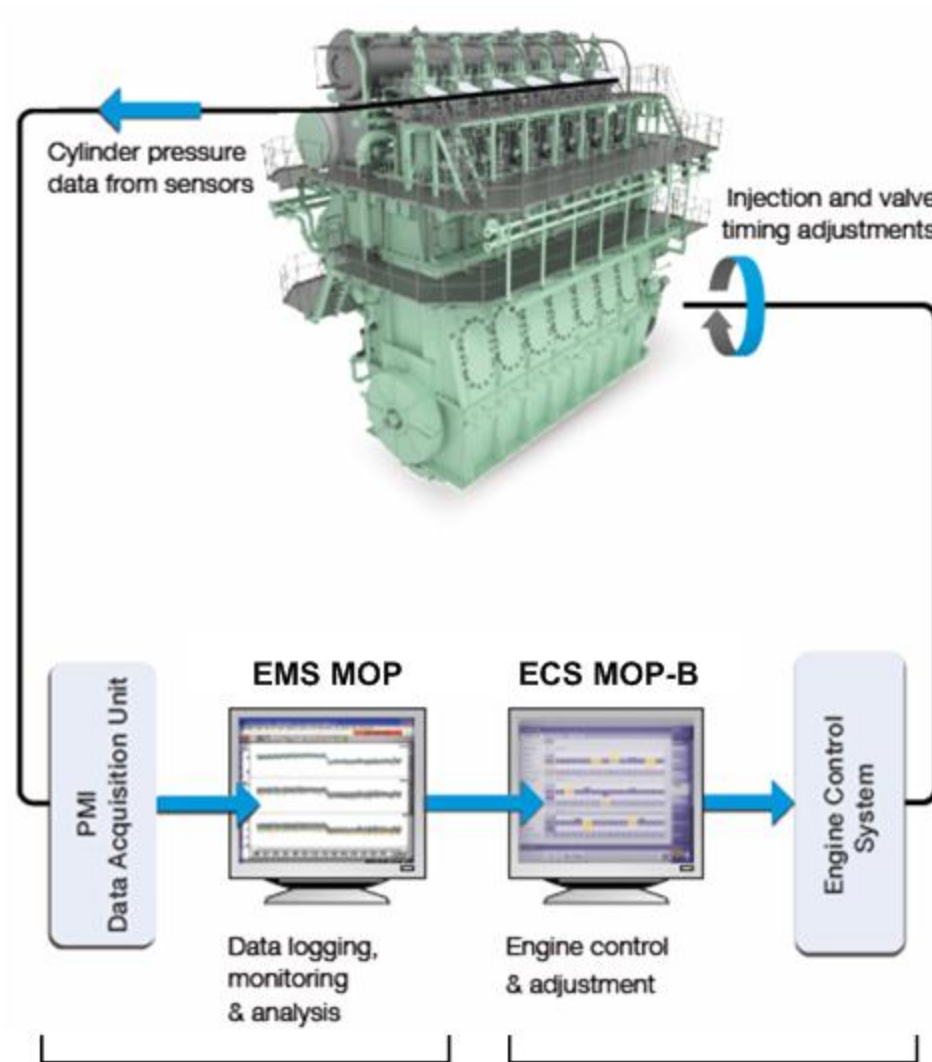 Cylinder pressure
data from sensors
Injection and valve
timing adjustments
EMS MOP
ECS MOP-B
PMI
Data Acquisition Unit
Engine Control
System
Data logging,
monitoring
& analysis
Engine control
& adjustment